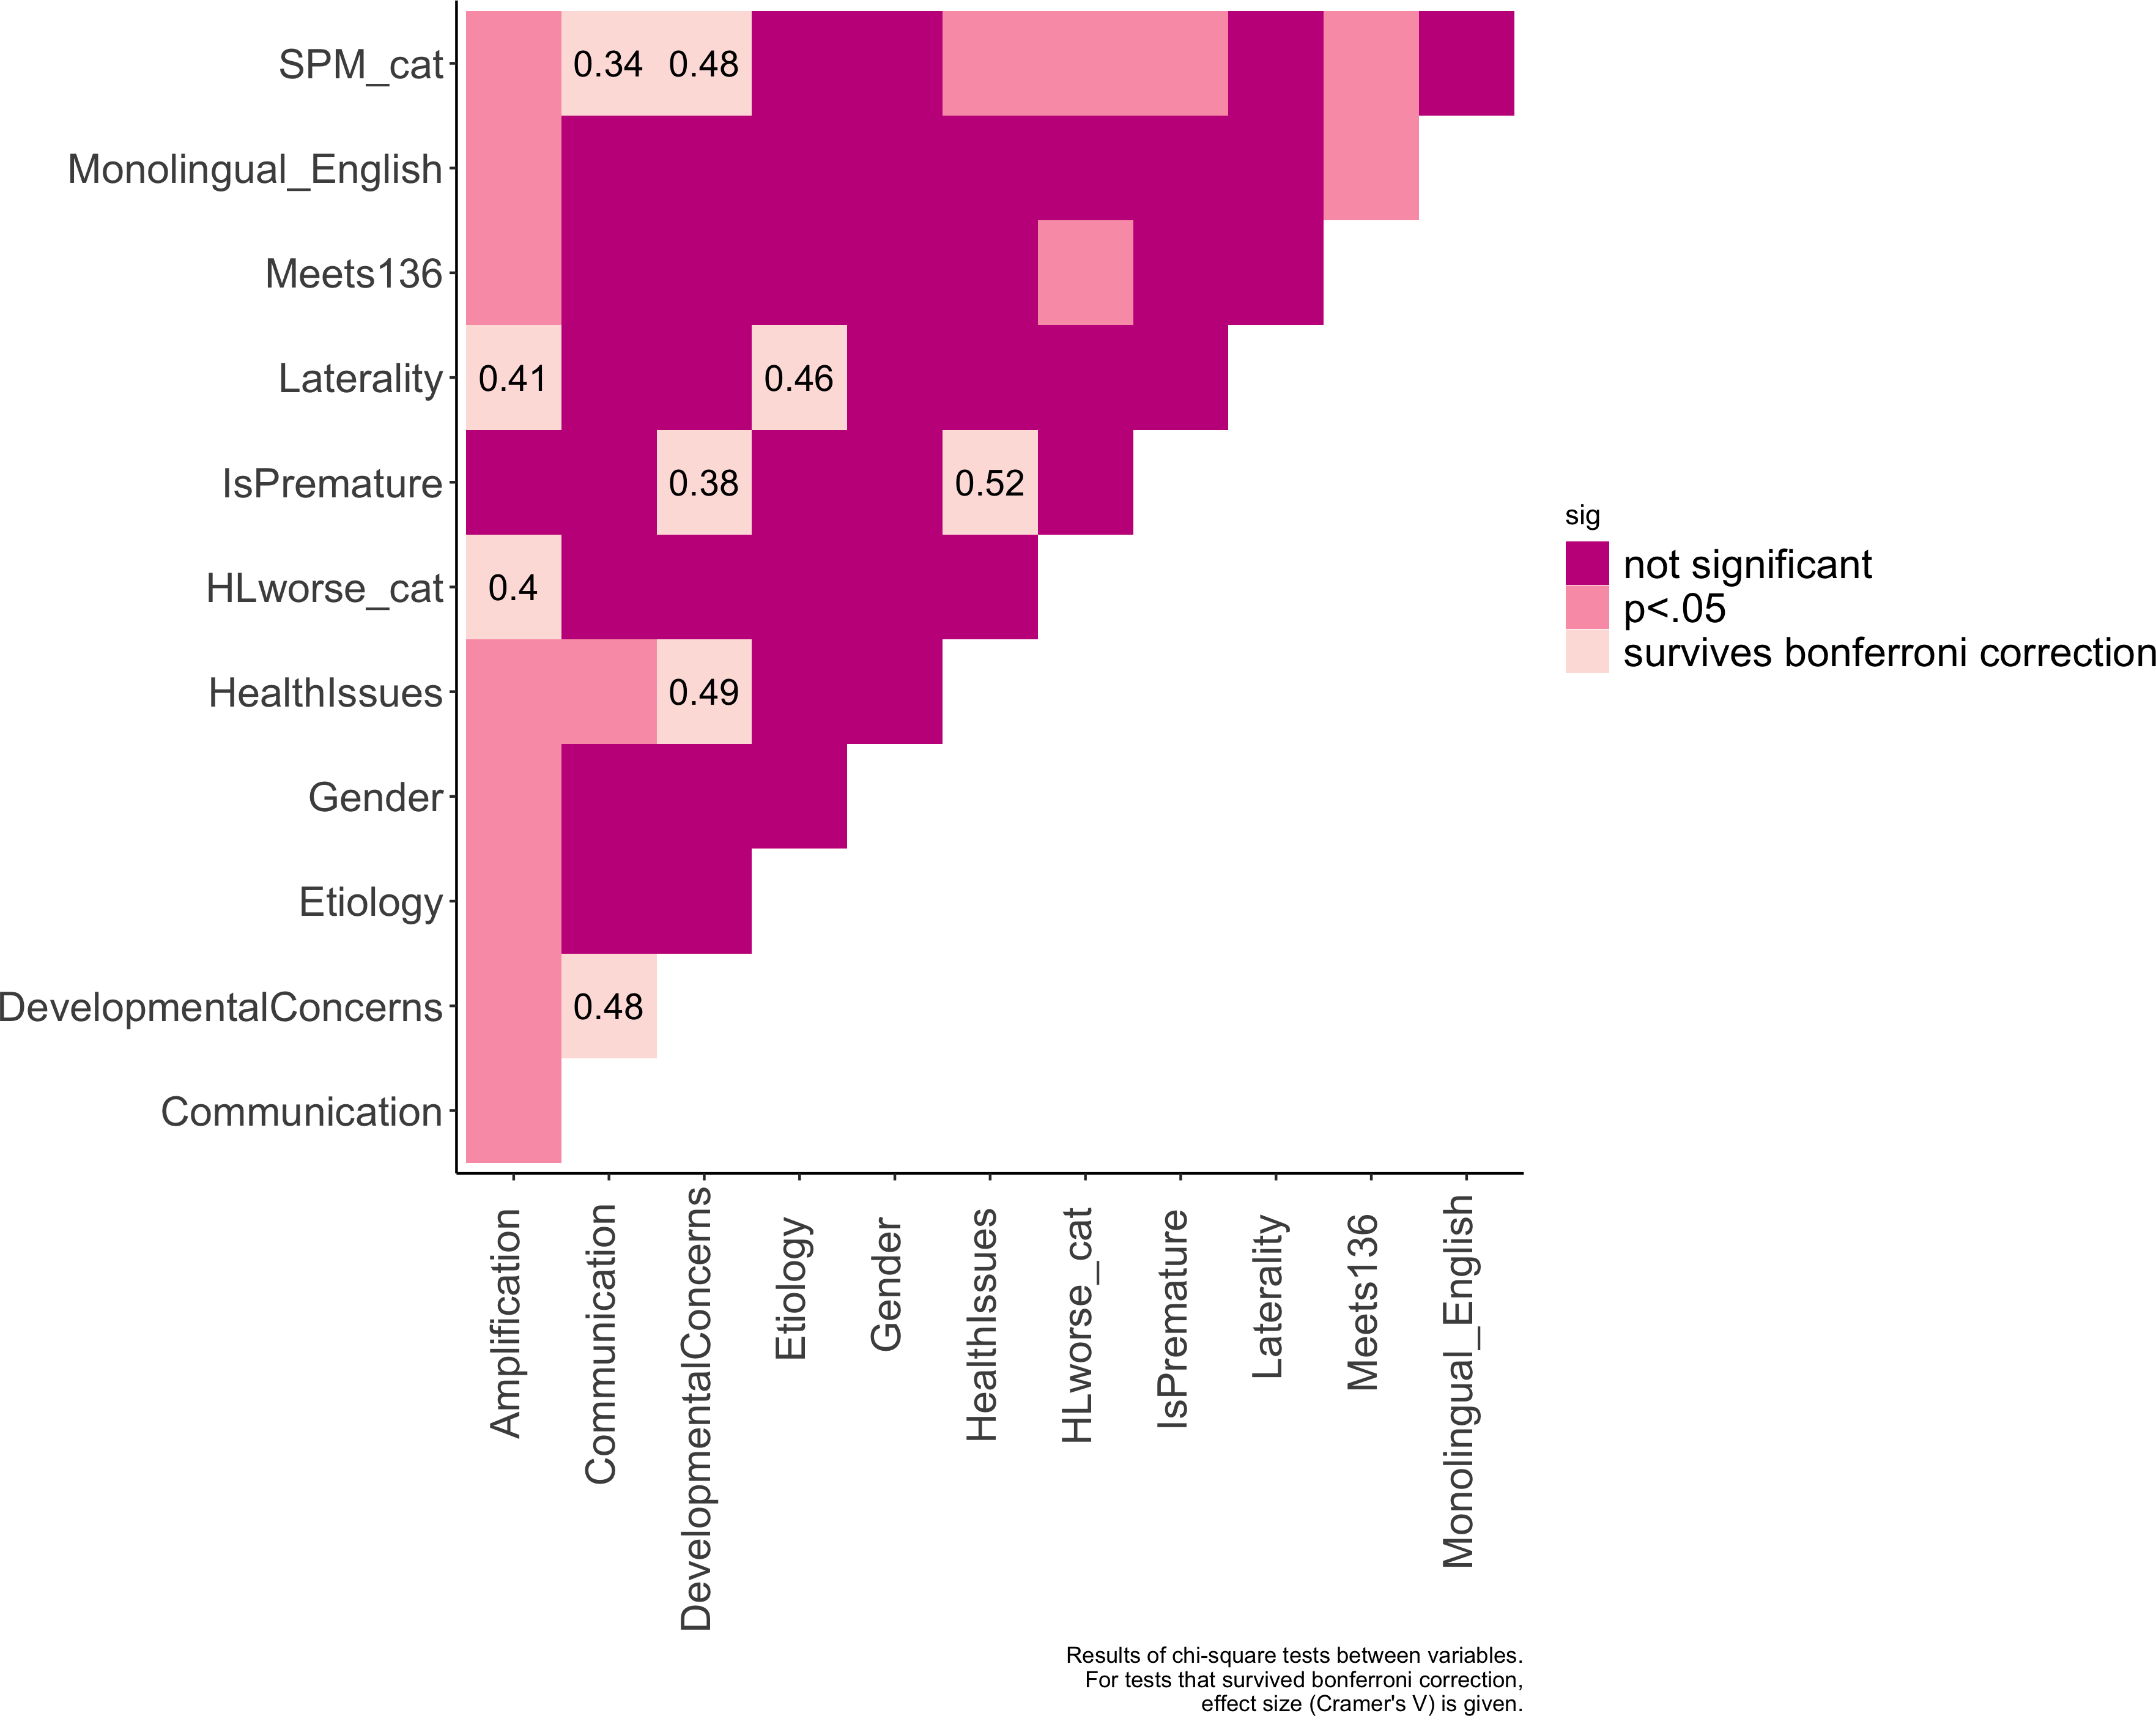 SPM_cat
0.34 0.48
Monolingual_English
Meets136
Laterality
0.41 0.46
IsPremature
0.38 0.52
HLworse_cat
0.4
HealthIssues
0.49
Gender
Etiology
DevelopmentalConcerns
0.48
Communication
Amplification
Communication
DevelopmentalConcerns
Etiology
Gender
HealthIssues
HLworse_cat
IsPremature
Laterality
Meets136
Monolingual_English
sig
not significant
p<.05
survives bonferroni correction
Results of chi-square tests between variables.
For tests that survived bonferroni correction,
effect size (Cramer's V) is given.